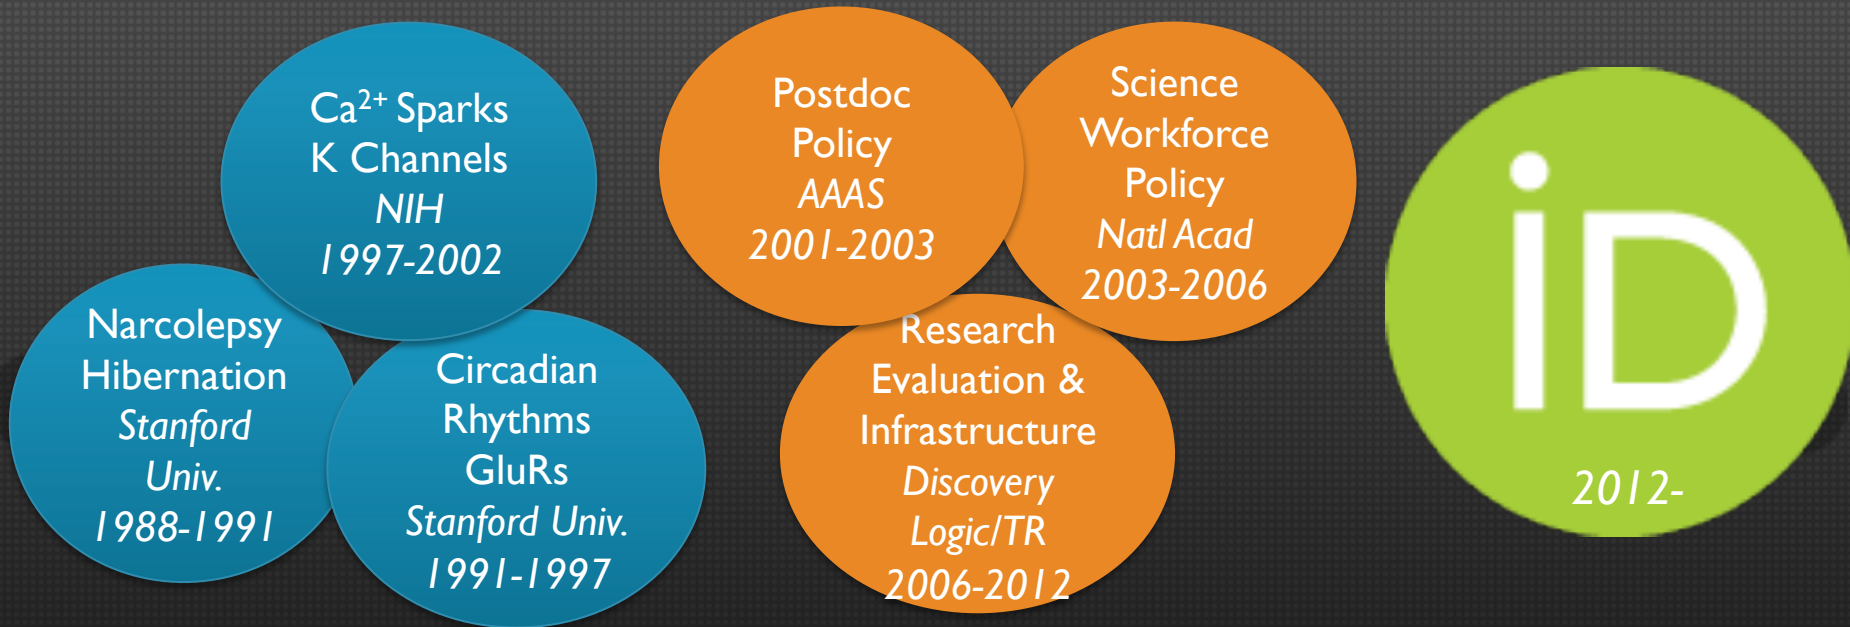 Ca²⁺ Sparks
K Channels
NIH
1997-2002
Narcolepsy
Hibernation
Stanford
Univ.
1988-1991
Circadian
Rhythms
GluRs
Stanford Univ.
1991-1997
Postdoc
Policy
AAAS
2001-2003
Science
Workforce
Policy
Natl Acad
2003-2006
Research
Evaluation &
Infrastructure
Discovery
Logic/TR
2006-2012
iD
2012-